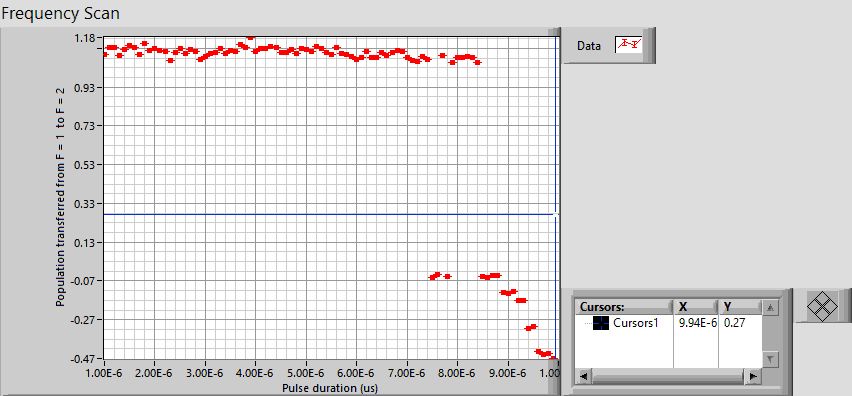 Frequency Scan
Population transferred from F = 1 to F = 2
1.18
0.93
0.73
0.53
0.33
0.13
-0.07
-0.27
-0.47
1.00E-6 2.00E-6 3.00E-6 4.00E-6 5.00E-6 6.00E-6 7.00E-6 8.00E-6 9.00E-6 1.00
Pulse duration (us)
Data
Cursors: X Y
Cursors1 9.94E-6 0.27